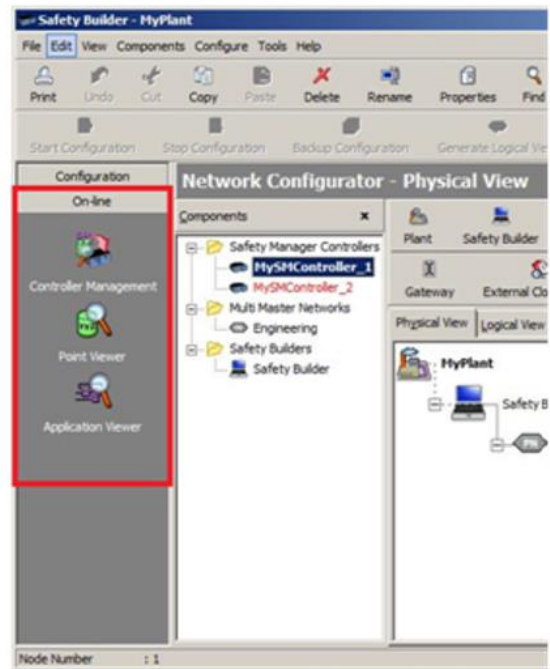 Safety Builder - MyPlant
File Edit View Components Configure Tools Help
Print Undo Cut Copy Paste Delete Rename Properties Find
Start Configuration Stop Configuration Backup Configuration Generate Logical Vie
Configuration
On-line
Controller Management
Point Viewer
Application Viewer
Network Configurator - Physical View
Components
Safety Manager Controllers
MySMController_1
MySMController_2
Multi Master Networks
Engineering
Safety Builders
Safety Builder
Plant Safety Builder
Gateway External Clo
Physical View Logical View
MyPlant
Safety B
PN
Node Number : 1